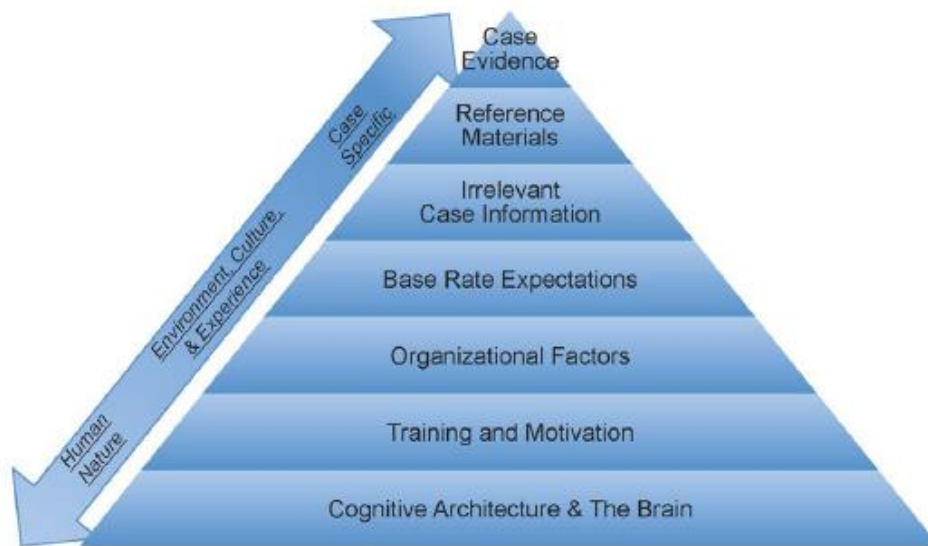 Case
Evidence
Reference
Materials
Irrelevant
Case Information
Base Rate Expectations
Organizational Factors
Training and Motivation
Cognitive Architecture & The Brain
Case
Specific
Environment, Culture,
& Experience
Human
Nature